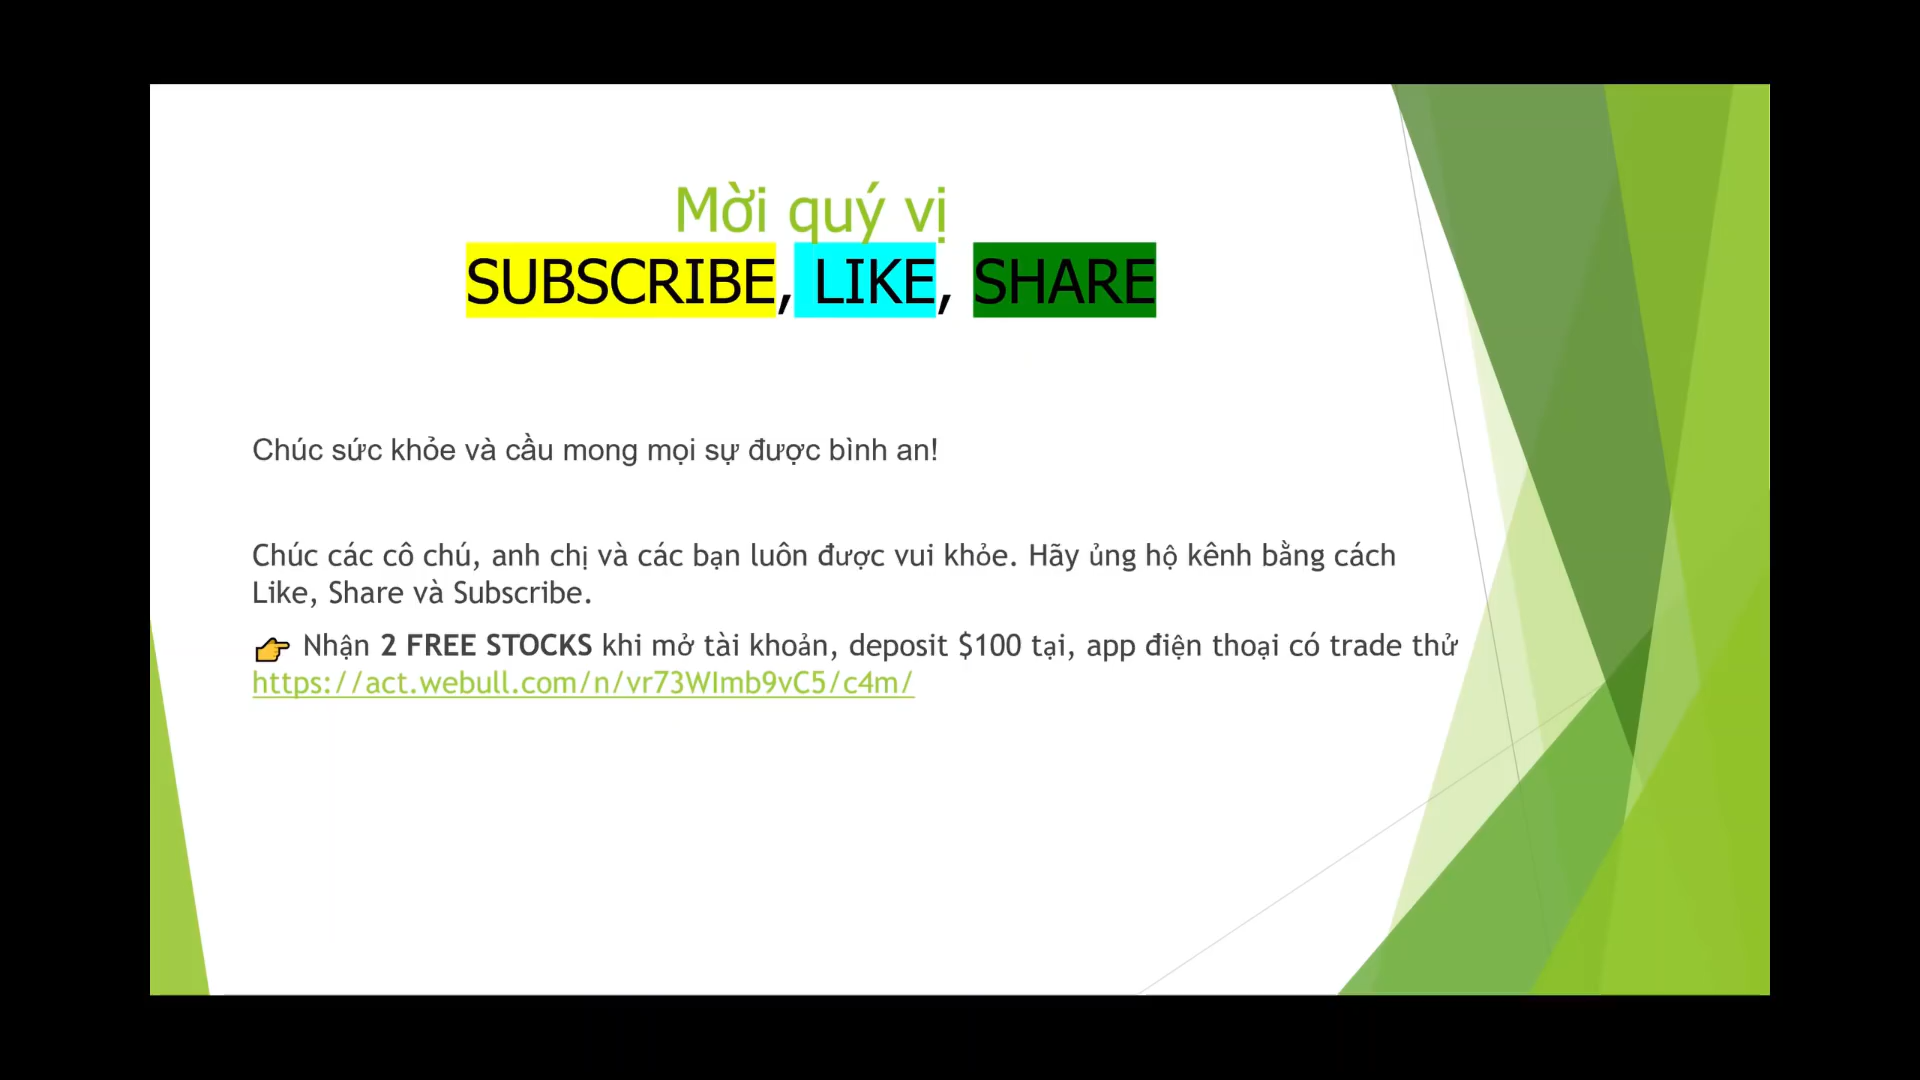 Mời quý vị
SUBSCRIBE, LIKE, SHARE
Chúc sức khỏe và cầu mong mọi sự được bình an!
Chúc các cô chú, anh chị và các bạn luôn được vui khỏe. Hãy ủng hộ kênh bằng cách
Like, Share và Subscribe.
👉 Nhận 2 FREE STOCKS khi mở tài khoản, deposit $100 tại, app điện thoại có trade thử
https://act.webull.com/n/vr73WImb9vC5/c4m/